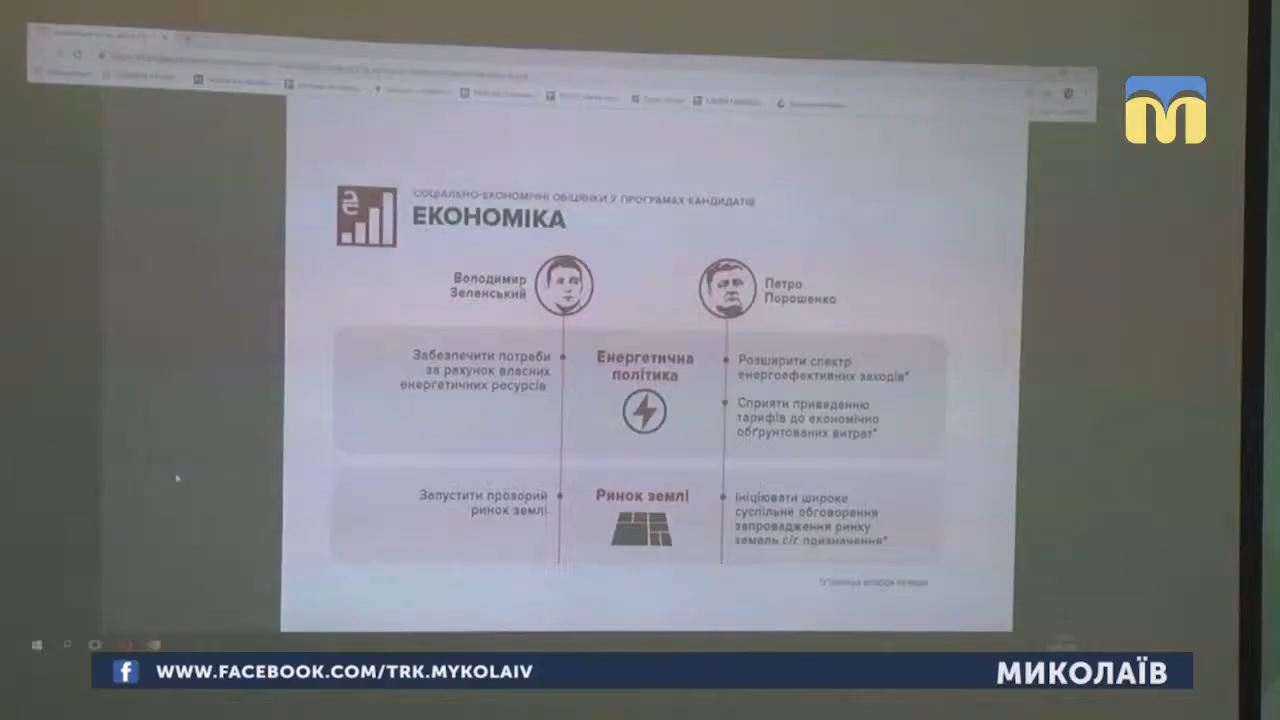 СОЦІАЛЬНО-ЕКОНОМІЧНІ ОБІЦЯНКИ У ПРОГРАМАХ КАНДИДАТІВ
ЕКОНОМІКА
Володимир
Зеленський
Петро
Порошенко
Забезпечити потреби
за рахунок власних
енергетичних ресурсів
Енергетична
політика
Розширити спектр
енергоефективних заходів*
Сприяти приведенню
тарифів до економічно
обґрунтованих витрат*
Запустити прозорий
ринок землі
Ринок землі
Ініціювати широке
суспільне обговорення
запровадження ринку
земель с/г призначення*
WWW.FACEBOOK.COM/TRK.MYKOLAIV
МИКОЛАЇВ